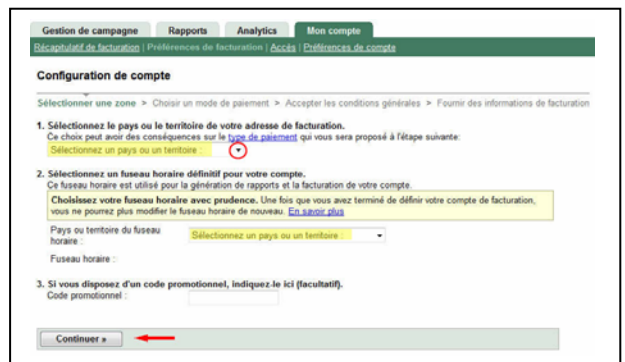 Gestion de campagne Rapports Analytics Mon compte
Récapitulatif de facturation | Préférences de facturation | Accès | Préférences de compte
Configuration de compte
Sélectionner une zone > Choisir un mode de paiement > Accepter les conditions générales > Fournir des informations de facturation
1. Sélectionnez le pays ou le territoire de votre adresse de facturation.
Ce choix peut avoir des conséquences sur le type de paiement qui vous sera proposé à l'étape suivante:
Sélectionnez un pays ou un territoire :
2. Sélectionnez un fuseau horaire définitif pour votre compte.
Ce fuseau horaire est utilisé pour la génération de rapports et la facturation de votre compte.
Choisissez votre fuseau horaire avec prudence. Une fois que vous avez terminé de définir votre compte de facturation,
vous ne pourrez plus modifier le fuseau horaire de nouveau. En savoir plus
Pays ou territoire du fuseau
horaire :
Sélectionnez un pays ou un territoire :
Fuseau horaire :
3. Si vous disposez d'un code promotionnel, indiquez-le ici (facultatif).
Code promotionnel :
Continuer »